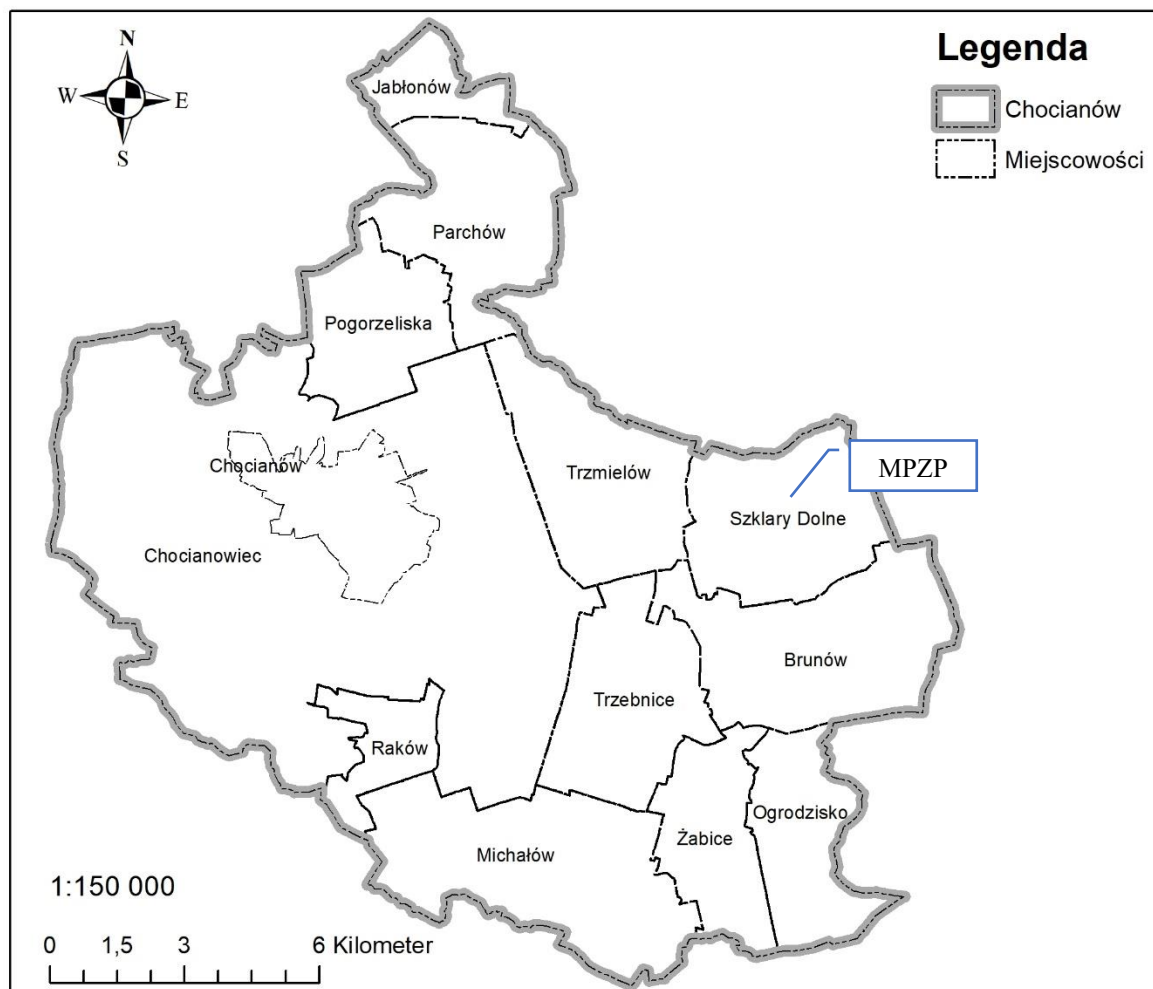 N
W E
S
Legenda
Chocianów
Miejscowości
Jabłonów
Parchów
Pogorzeliska
Chocianów
Trzmielów
MPZP
Szklary Dolne
Chocianowiec
Brunów
Trzebnice
Raków
Ogrodzisko
Żabice
Michałów
1:150 000
0 1,5 3 6 Kilometer